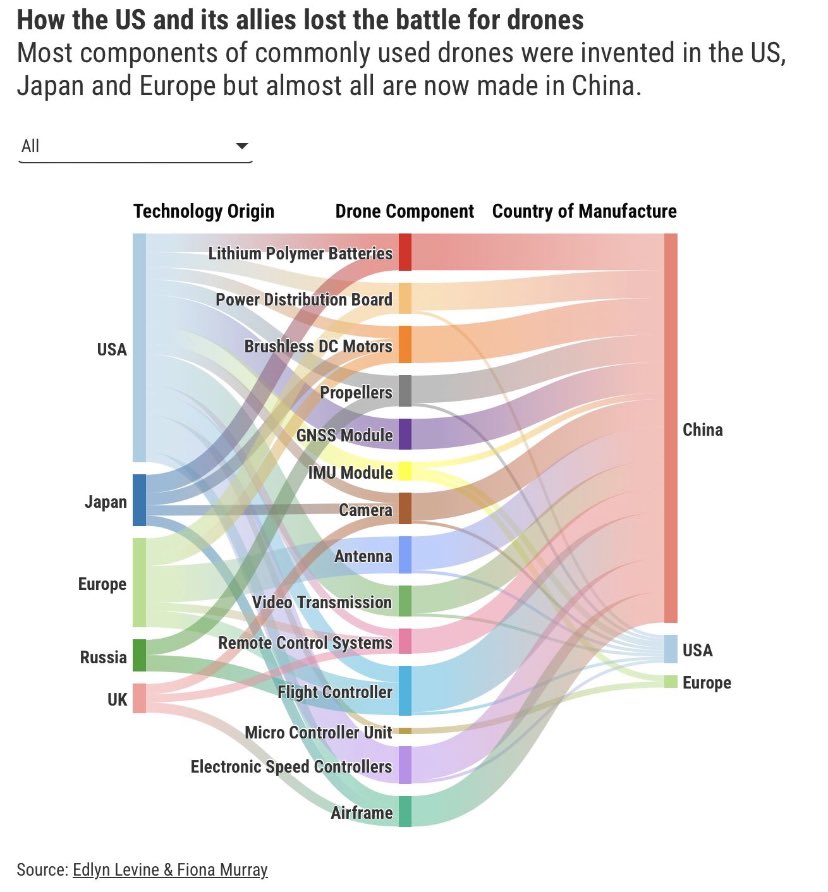 How the US and its allies lost the battle for drones
Most components of commonly used drones were invented in the US,
Japan and Europe but almost all are now made in China.
All
Technology Origin
Drone Component
Country of Manufacture
Lithium Polymer Batteries
Power Distribution Board
USA
Brushless DC Motors
Propellers
China
GNSS Module
IMU Module
Japan
Camera
Antenna
Europe
Video Transmission
Remote Control Systems
USA
Russia
Europe
Flight Controller
UK
Micro Controller Unit
Electronic Speed Controllers
Airframe
Source: Edlyn Levine & Fiona Murray